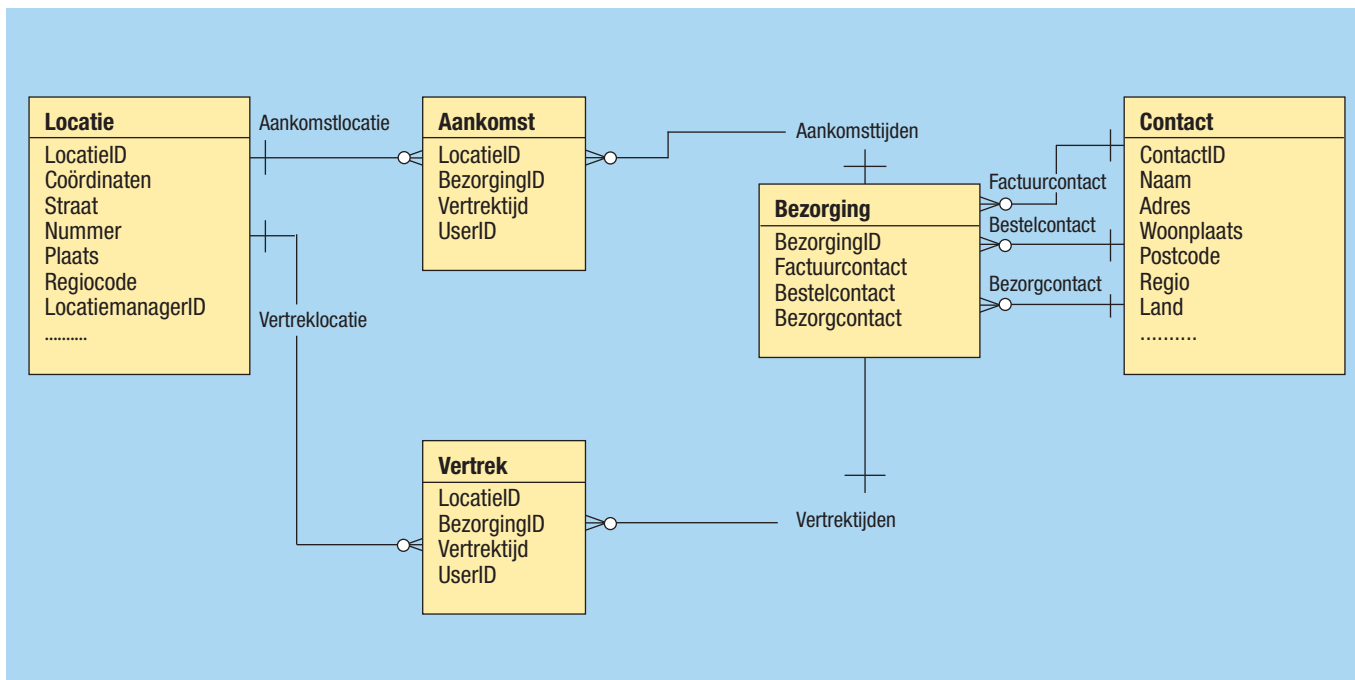 Locatie
LocatieID
Coördinaten
Straat
Nummer
Plaats
Regiocode
LocatiemanagerID
..........
Aankomstlocatie
Vertreklocatie
Aankomst
LocatieID
BezorgingID
Vertrektijd
UserID
Vertrek
LocatieID
BezorgingID
Vertrektijd
UserID
Aankomsttijden
Bezorging
BezorgingID
Factuurcontact
Bestelcontact
Bezorgcontact
Vertrektijden
Factuurcontact
Bestelcontact
Bezorgcontact
Contact
ContactID
Naam
Adres
Woonplaats
Postcode
Regio
Land
..........